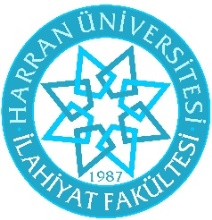 · HARRAN ÜNİVERSİTESİ ·
İLAHİYAT FAKÜLTESİ
1987